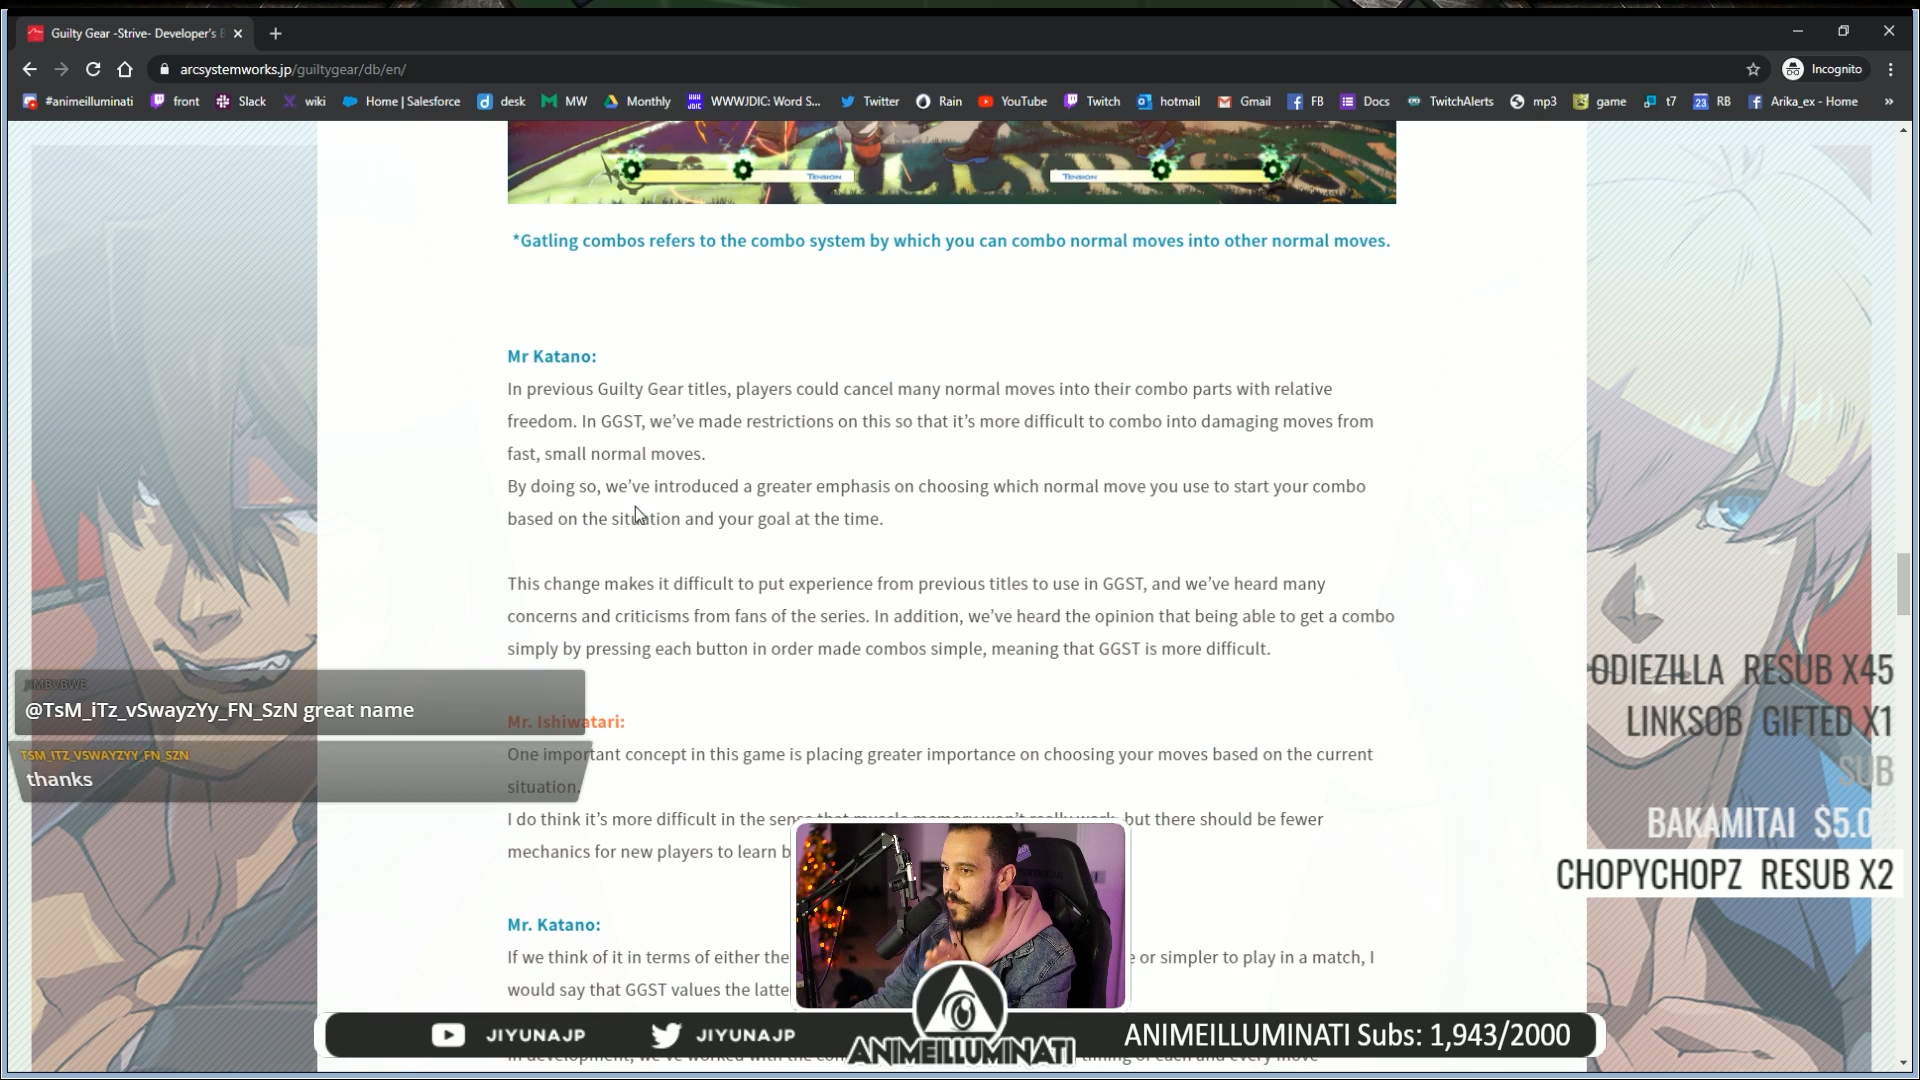 Guilty Gear -Strive- Developer's
arcsystemworks.jp/guiltygear/db/en/
Incognito
#animeilluminati
front
Slack
wiki
Home | Salesforce
desk
MW
Monthly
WWWJDIC: Word S...
Twitter
Rain
YouTube
Twitch
hotmail
Gmail
FB
Docs
TwitchAlerts
mp3
game
t7
23 RB
Arika_ex - Home
TENSION
TENSION
*Gatling combos refers to the combo system by which you can combo normal moves into other normal moves.
Mr Katano:
In previous Guilty Gear titles, players could cancel many normal moves into their combo parts with relative
freedom. In GGST, we've made restrictions on this so that it's more difficult to combo into damaging moves from
fast, small normal moves.
By doing so, we've introduced a greater emphasis on choosing which normal move you use to start your combo
based on the situation and your goal at the time.
This change makes it difficult to put experience from previous titles to use in GGST, and we've heard many
concerns and criticisms from fans of the series. In addition, we've heard the opinion that being able to get a combo
simply by pressing each button in order made combos simple, meaning that GGST is more difficult.
JIMBVBWE
@TsM_iTz_vSwayzYy_FN_SzN great name
TSM_ITZ_VSWAYZYY_FN_SZN
thanks
Mr. Ishiwatari:
One important concept in this game is placing greater importance on choosing your moves based on the current
situation.
I do think it's more difficult in the sense that muscle memory won't really work, but there should be fewer
mechanics for new players to learn
Mr. Katano:
If we think of it in terms of either the
or simpler to play in a match, I
would say that GGST values the latte
ODIEZILLA RESUB X45
LINKSOB GIFTED X1
SUB
BAKAMITAI $5.0
CHOPYCHOPZ RESUB X2
JIYUNAJP
JIYUNAJP
ANIMEILLUMINATI
ANIMEILLUMINATI Subs: 1,943/2000